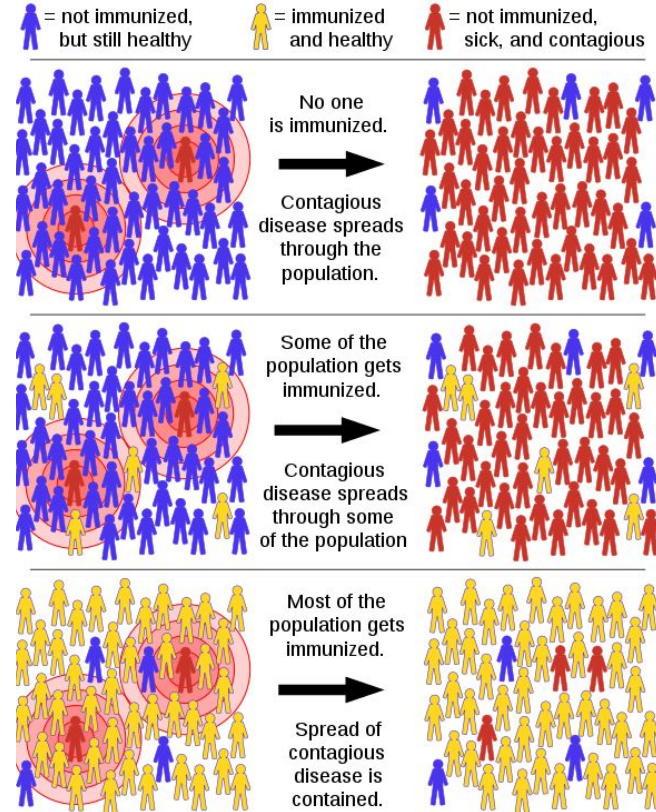 = not immunized,
but still healthy
= immunized
and healthy
= not immunized,
sick, and contagious
No one
is immunized.
Contagious
disease spreads
through the
population.
Some of the
population gets
immunized.
Contagious
disease spreads
through some
of the population
Most of the
population gets
immunized.
Spread of
contagious
disease is
contained.